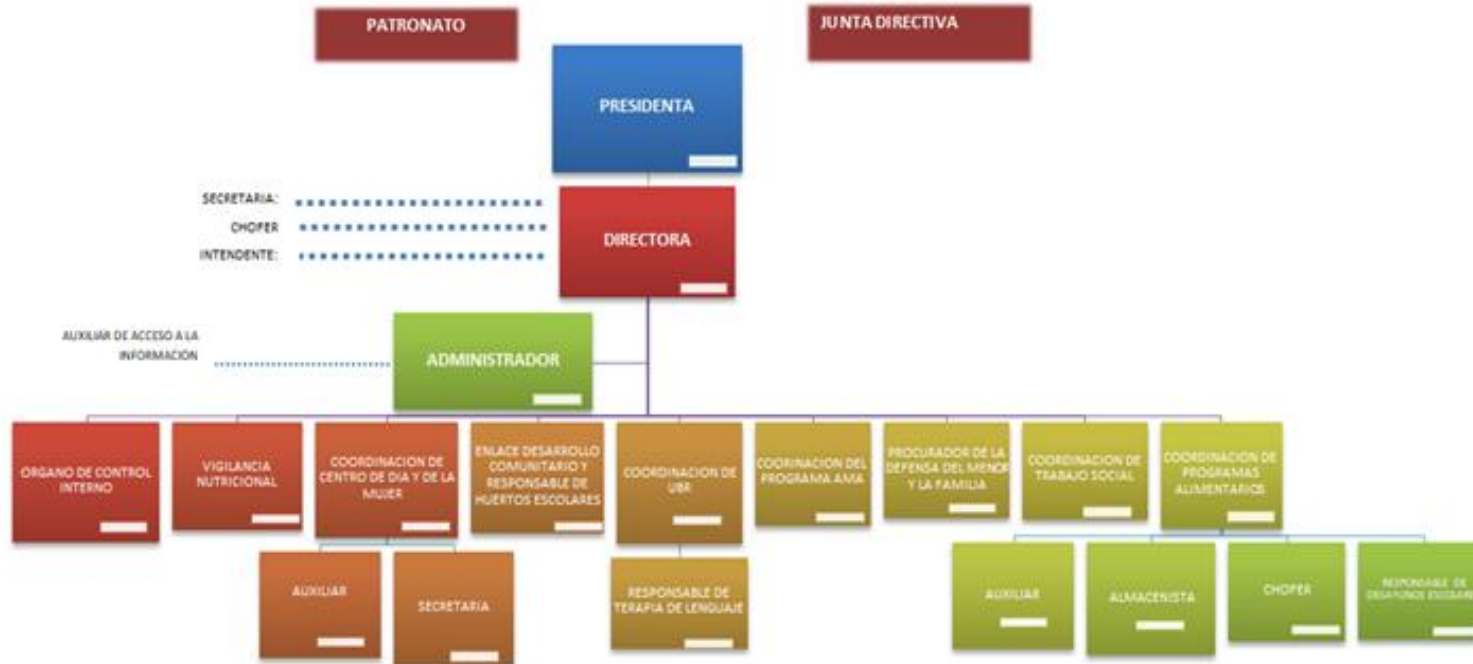 PATRONATO
JUNTA DIRECTIVA
PRESIDENTA
SECRETARIA:
CHOFER
INTENDENTE:
DIRECTORA
AUXILIAR DE ACCESO A LA
INFORMACION
ADMINISTRADOR
ORGANO DE CONTROL
INTERNO
VIGILANCIA
NUTRICIONAL
COORDINACION DE
CENTRO DE DIA Y DE LA
MUJER
ENLACE DESARROLLO
COMUNITARIO Y
RESPONSABLE DE
HUERTOS ESCOLARES
COORDINACION DE
UBR
COORINACION DEL
PROGRAMA AMA
PROCURADOR DE LA
DEFENSA DEL MENOR
Y LA FAMILIA
COORDINACION DE
TRABAJO SOCIAL
COORDINACION DE
PROGRAMAS
ALIMENTARIOS
AUXILIAR
SECRETARIA
RESPONSABLE DE
TERAPIA DE LENGUAJE
AUXILIAR
ALMACENISTA
CHOFER
RESPONSABLE DE
DESAYUNOS